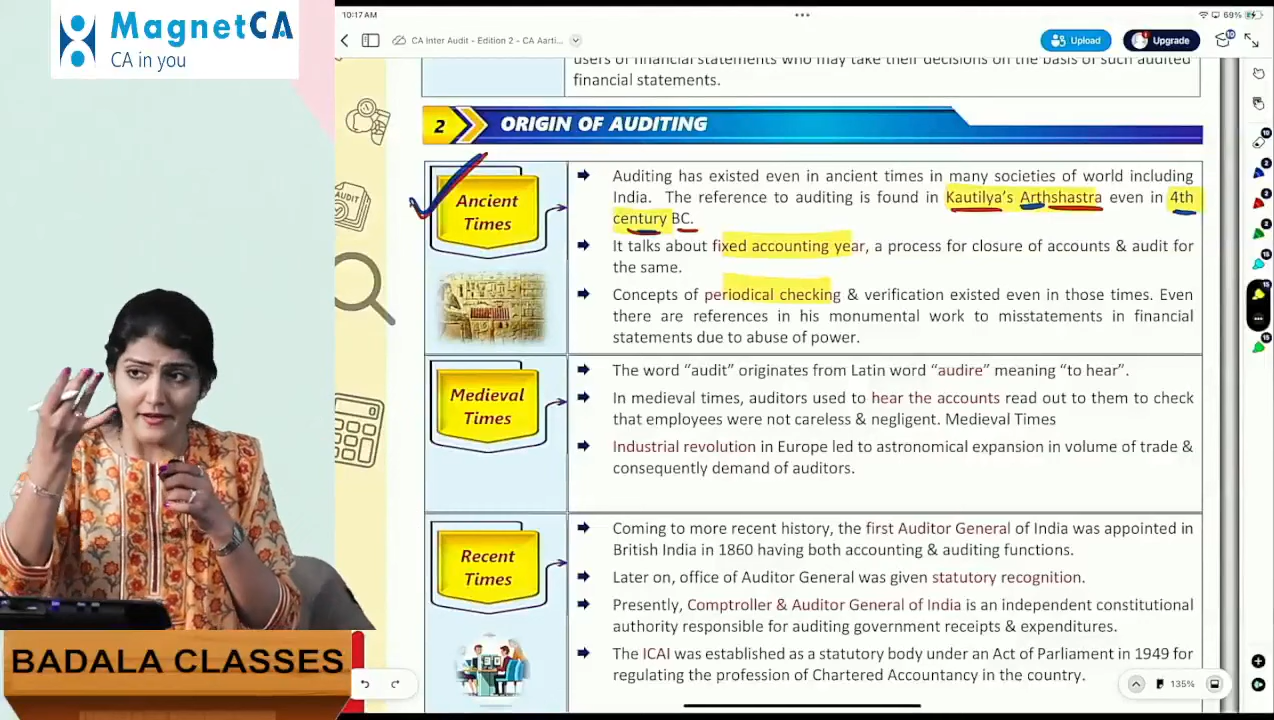 MagnetCA
CA in you
10:17AM
69%
CA Inter Audit - Edition 2 - CA Aarti...
Upload
Upgrade
users of financial statements who may take their decisions on the basis of such audited
financial statements.
2 ORIGIN OF AUDITING
Ancient
Times
Auditing has existed even in ancient times in many societies of world including
India. The reference to auditing is found in Kautilya's Arthshastra even in 4th
century BC.
It talks about fixed accounting year, a process for closure of accounts & audit for
the same.
Concepts of periodical checking & verification existed even in those times. Even
there are references in his monumental work to misstatements in financial
statements due to abuse of power.
Medieval
Times
The word “audit” originates from Latin word “audire” meaning “to hear”.
In medieval times, auditors used to hear the accounts read out to them to check
that employees were not careless & negligent. Medieval Times
Industrial revolution in Europe led to astronomical expansion in volume of trade &
consequently demand of auditors.
Recent
Times
Coming to more recent history, the first Auditor General of India was appointed in
British India in 1860 having both accounting & auditing functions.
Later on, office of Auditor General was given statutory recognition.
Presently, Comptroller & Auditor General of India is an independent constitutional
authority responsible for auditing government receipts & expenditures.
The ICAI was established as a statutory body under an Act of Parliament in 1949 for
regulating the profession of Chartered Accountancy in the country.
AUDIT
BADALA CLASSES
135%